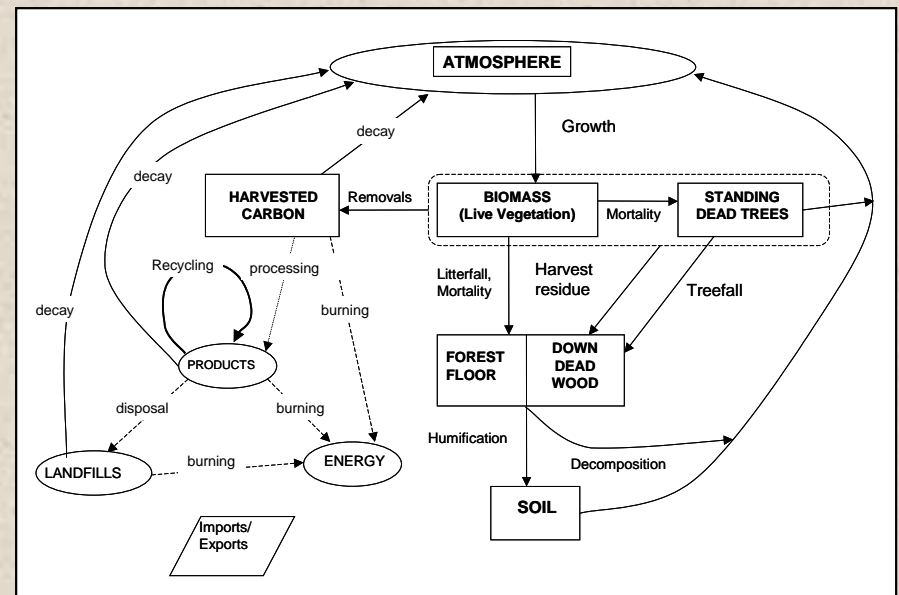 ATMOSPHERE
Growth
decay
decay
HARVESTED
CARBON
Removals
BIOMASS
(Live Vegetation)
Mortality
STANDING
DEAD TREES
Recycling
processing
Litterfall,
Mortality
Harvest
residue
Treefall
decay
burning
PRODUCTS
FOREST
FLOOR
DOWN
DEAD
WOOD
disposal
burning
Humification
Decomposition
LANDFILLS
burning
ENERGY
SOIL
Imports/
Exports